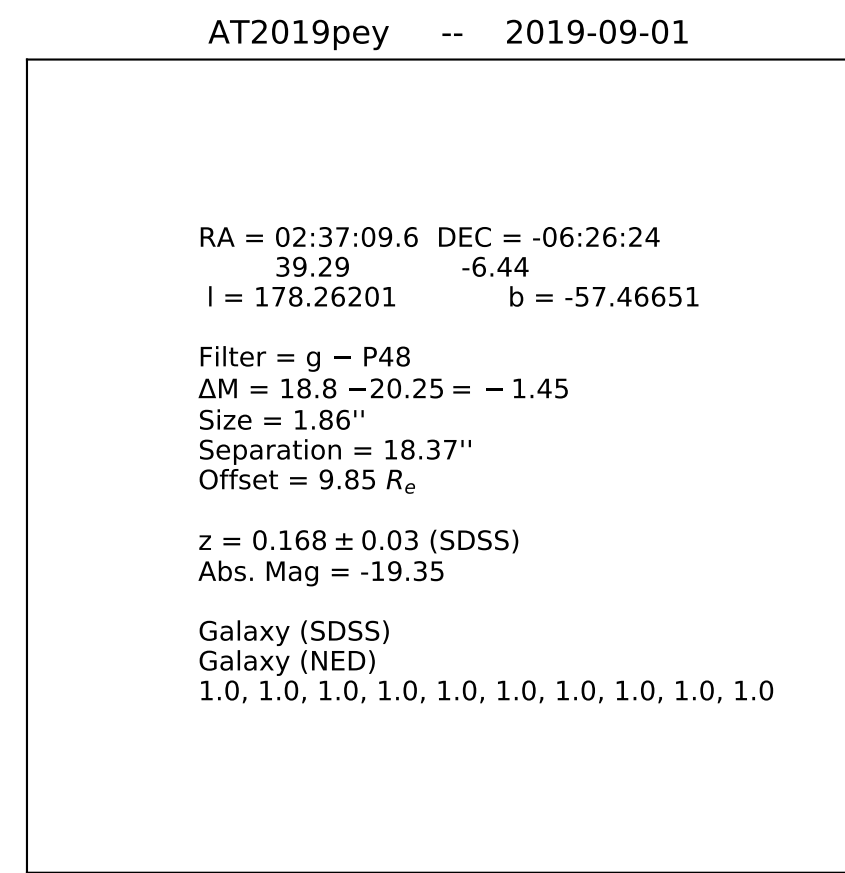 AT2019pey -- 2019-09-01
RA = 02:37:09.6 DEC = -06:26:24
39.29 -6.44
l = 178.26201 b = -57.46651
Filter = g − P48
ΔM = 18.8 −20.25 = − 1.45
Size = 1.86''
Separation = 18.37''
Offset = 9.85 Rₑ
z = 0.168 ± 0.03 (SDSS)
Abs. Mag = -19.35
Galaxy (SDSS)
Galaxy (NED)
1.0, 1.0, 1.0, 1.0, 1.0, 1.0, 1.0, 1.0, 1.0, 1.0